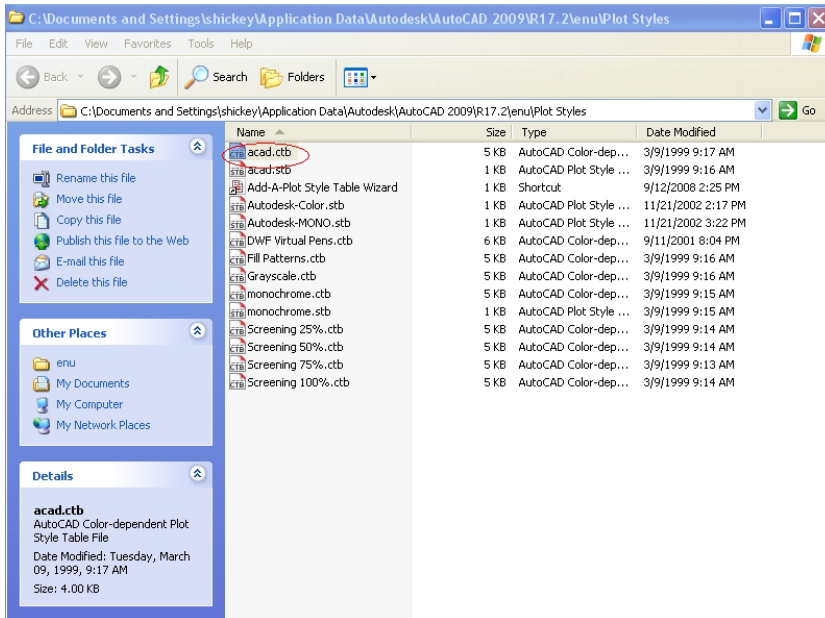 C:\Documents and Settings\shickey\Application Data\Autodesk\AutoCAD 2009\R17.2\enu\Plot Styles
File Edit View Favorites Tools Help
Back Search Folders
Address C:\Documents and Settings\shickey\Application Data\Autodesk\AutoCAD 2009\R17.2\enu\Plot Styles Go
File and Folder Tasks
Rename this file
Move this file
Copy this file
Publish this file to the Web
E-mail this file
Delete this file
Other Places
enu
My Documents
My Computer
My Network Places
Details
acad.ctb
AutoCAD Color-dependent Plot
Style Table File
Date Modified: Tuesday, March
09, 1999, 9:17 AM
Size: 4.00 KB
Name Size Type Date Modified
CTB acad.ctb 5 KB AutoCAD Color-dep... 3/9/1999 9:17 AM
STB acad.stb 1 KB AutoCAD Plot Style ... 3/9/1999 9:16 AM
Add-A-Plot Style Table Wizard 1 KB Shortcut 9/12/2008 2:25 PM
STB Autodesk-Color.stb 1 KB AutoCAD Plot Style ... 11/21/2002 2:17 PM
STB Autodesk-MONO.stb 1 KB AutoCAD Plot Style ... 11/21/2002 3:22 PM
CTB DWF Virtual Pens.ctb 6 KB AutoCAD Color-dep... 9/11/2001 8:04 PM
CTB Fill Patterns.ctb 5 KB AutoCAD Color-dep... 3/9/1999 9:16 AM
CTB Grayscale.ctb 5 KB AutoCAD Color-dep... 3/9/1999 9:16 AM
CTB monochrome.ctb 5 KB AutoCAD Color-dep... 3/9/1999 9:15 AM
STB monochrome.stb 1 KB AutoCAD Plot Style ... 3/9/1999 9:15 AM
CTB Screening 25%.ctb 5 KB AutoCAD Color-dep... 3/9/1999 9:14 AM
CTB Screening 50%.ctb 5 KB AutoCAD Color-dep... 3/9/1999 9:14 AM
CTB Screening 75%.ctb 5 KB AutoCAD Color-dep... 3/9/1999 9:13 AM
CTB Screening 100%.ctb 5 KB AutoCAD Color-dep... 3/9/1999 9:14 AM